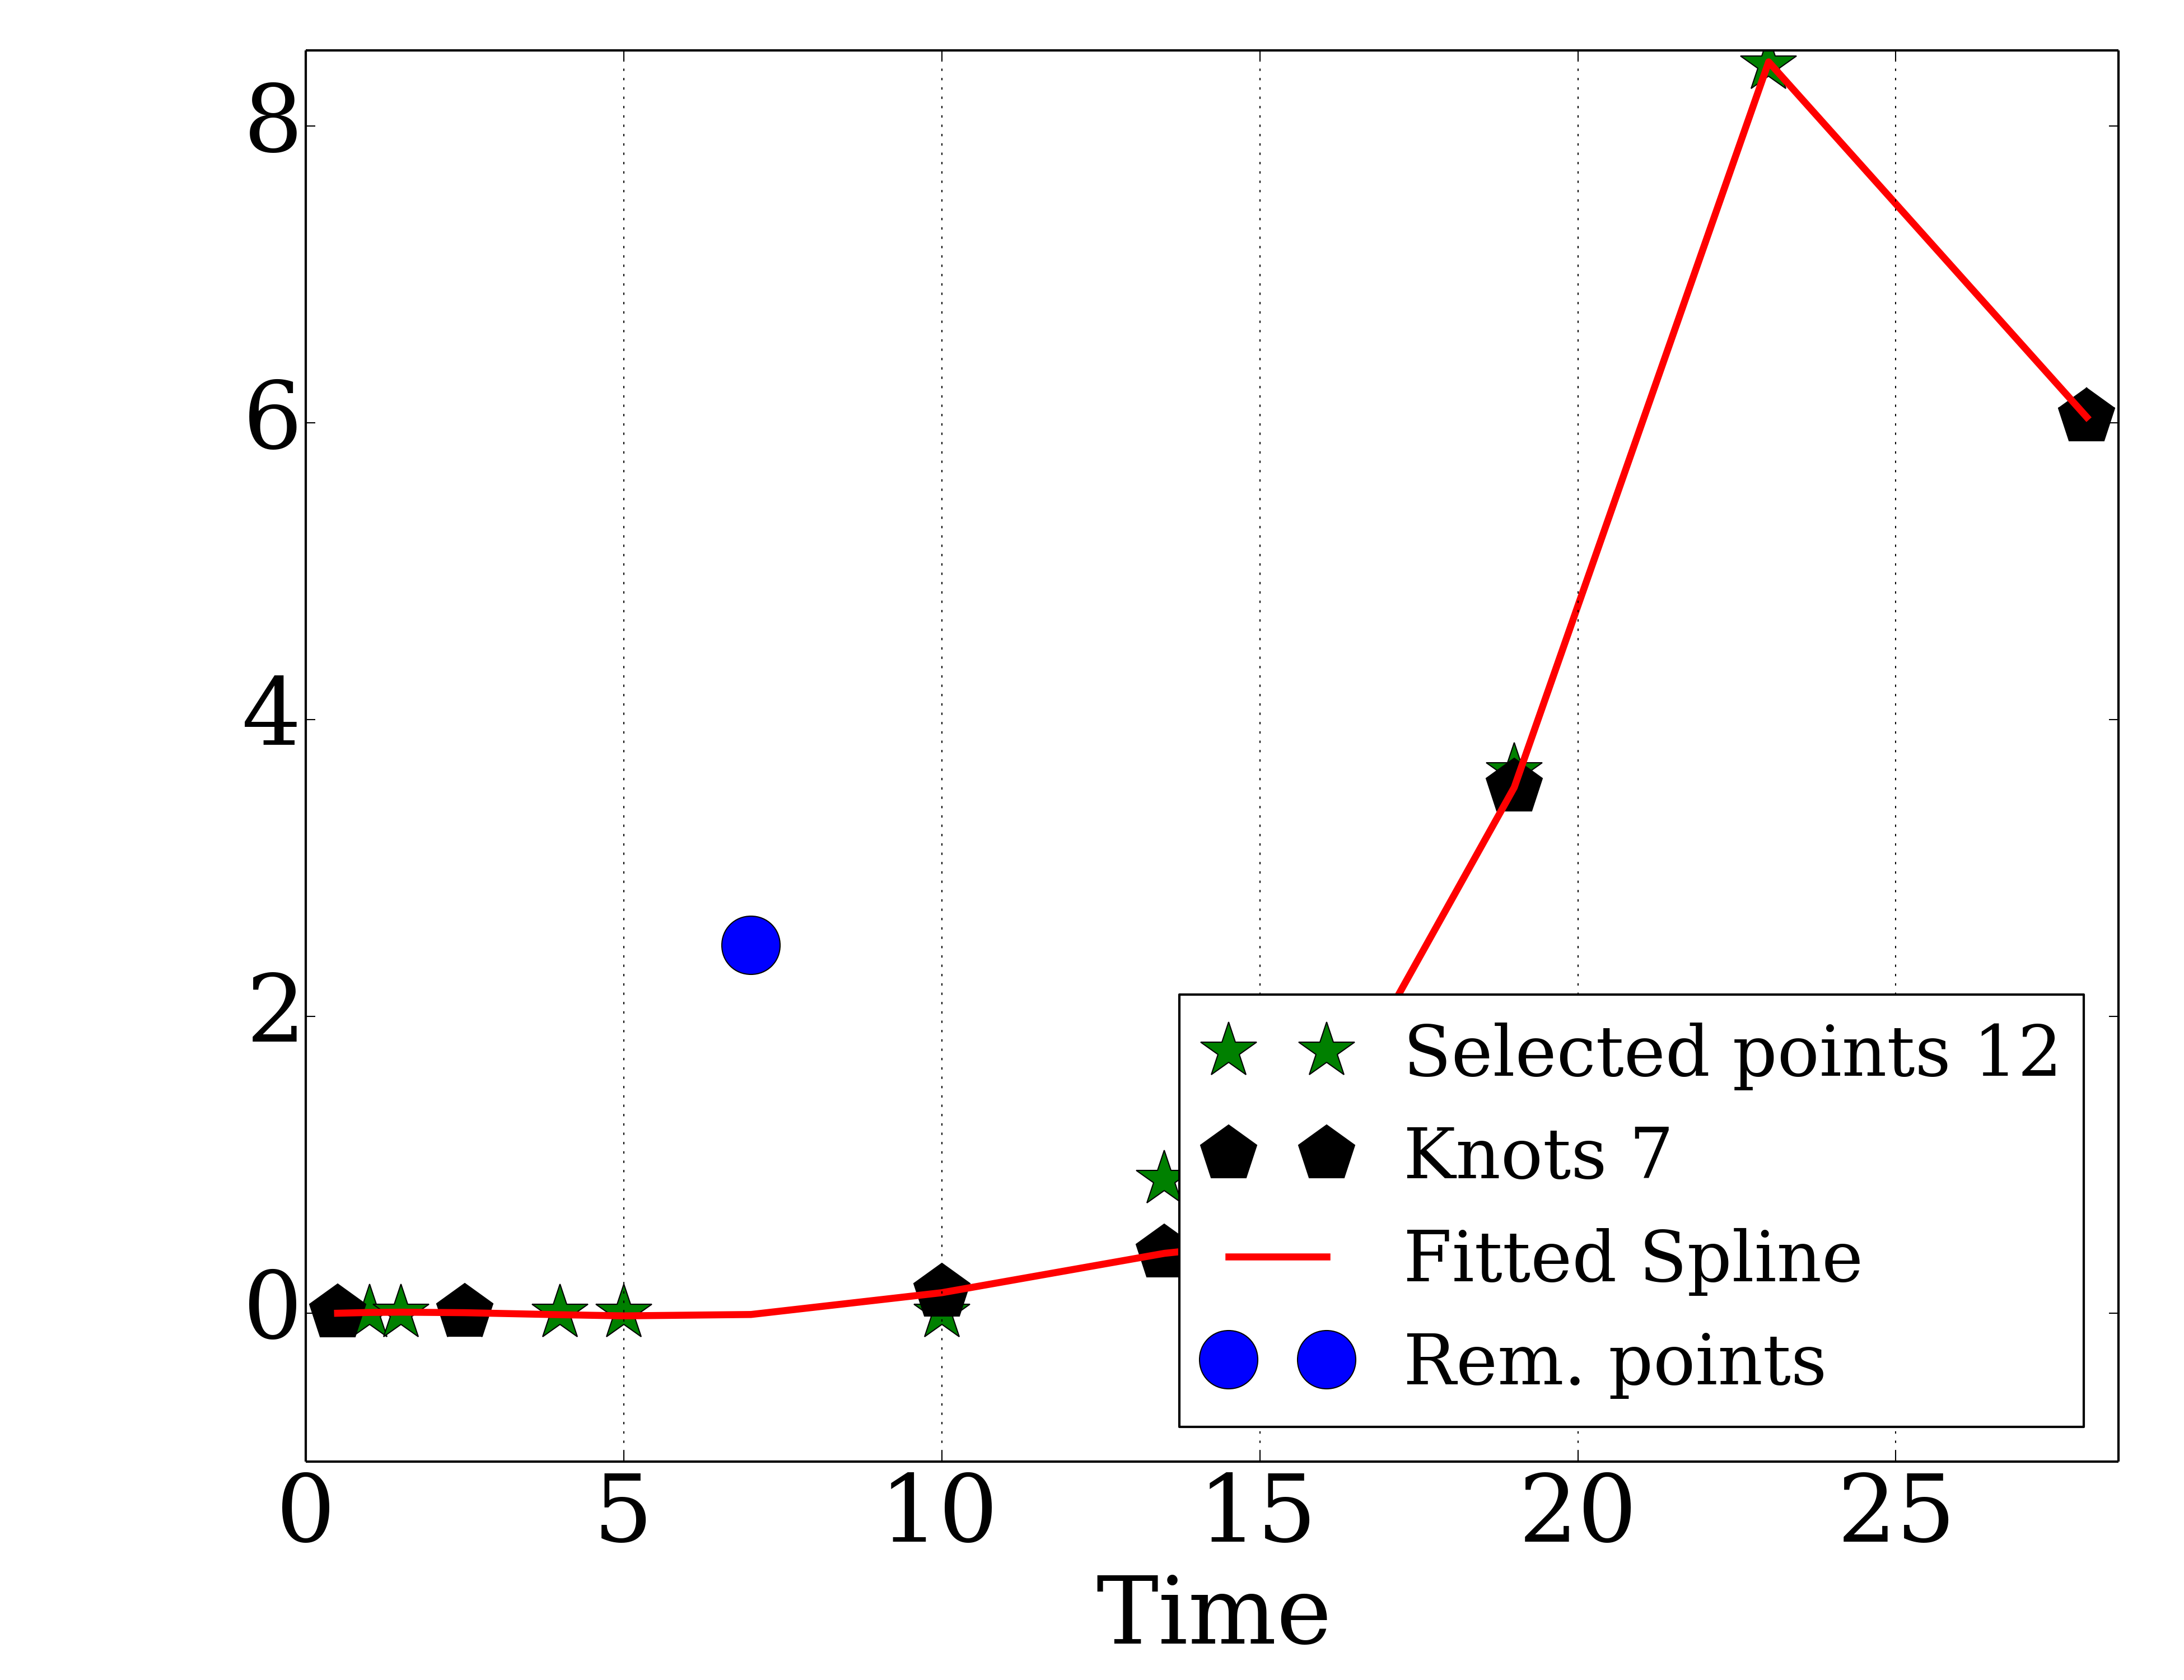 8
6
4
2
0
Selected points 12
Knots 7
Fitted Spline
Rem. points
0 5 10 15 20 25
Time